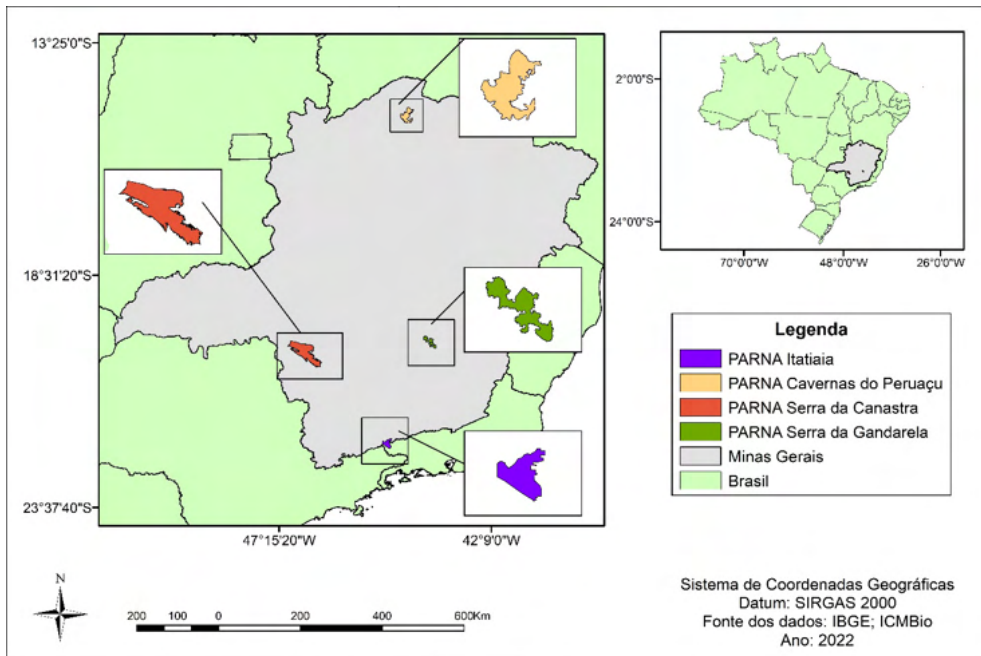 13°25'0"S
18°31'20"S
23°37'40"S
47°15'20"W
42°9'0"W
2°0'0"S
24°0'0"S
70°0'0"W
48°0'0"W
26°0'0"W
Legenda
PARNA Itatiaia
PARNA Cavernas do Peruaçu
PARNA Serra da Canastra
PARNA Serra da Gandarela
Minas Gerais
Brasil
N
200 100 0 200 400 600Km
Sistema de Coordenadas Geográficas
Datum: SIRGAS 2000
Fonte dos dados: IBGE; ICMBio
Ano: 2022